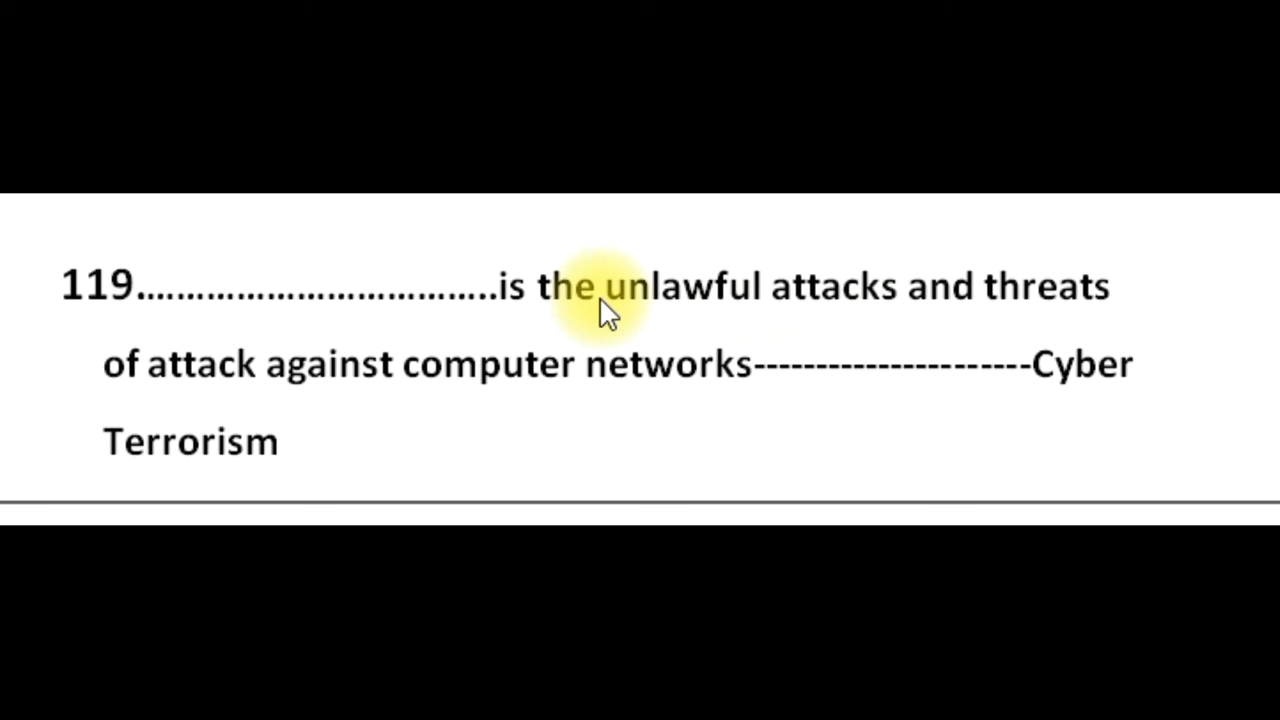 119.……………………………..is the unlawful attacks and threats
of attack against computer networks----------------------Cyber
Terrorism